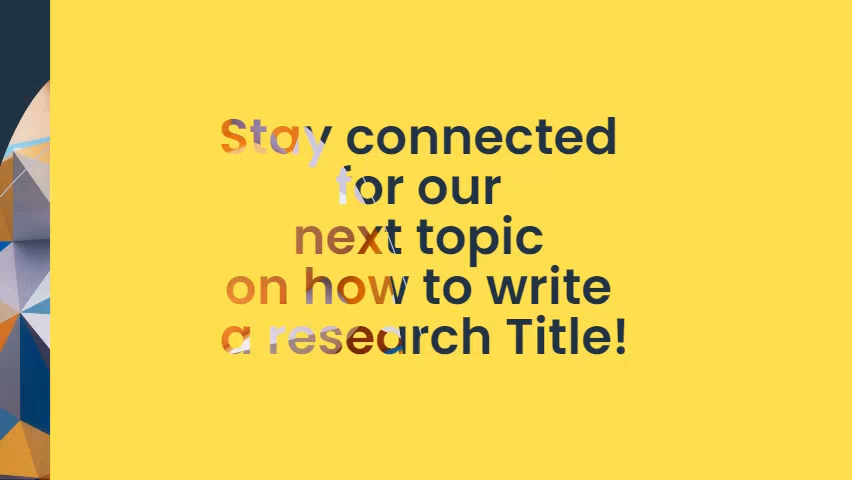 Stay connected
for our
next topic
on how to write
a research Title!